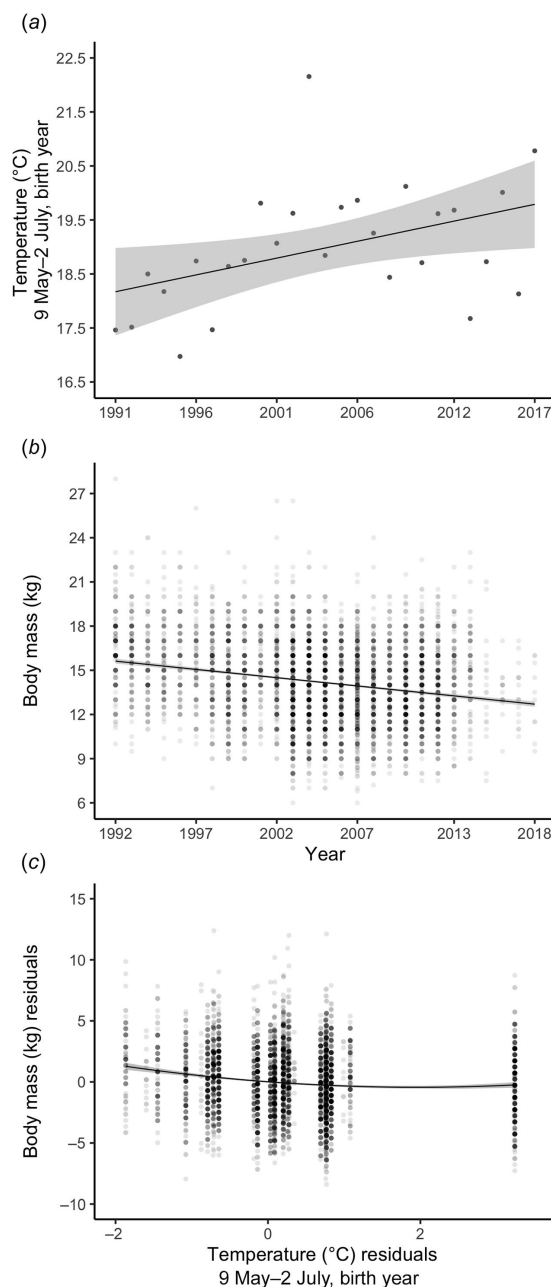 (a)
22.5
21.5
20.5
19.5
18.5
17.5
16.5
Temperature (°C)
9 May–2 July, birth year
1991 1996 2001 2006 2012 2017
(b)
27
24
21
18
15
12
9
6
Body mass (kg)
1992 1997 2002 2007 2013 2018
Year
(c)
15
10
5
0
−5
−10
Body mass (kg) residuals
−2 0 2
Temperature (°C) residuals
9 May–2 July, birth year